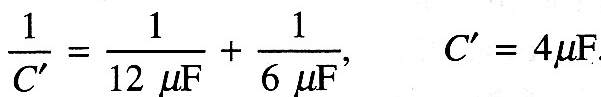 1/C′ = 1/12 μF + 1/6 μF, C′ = 4μF.